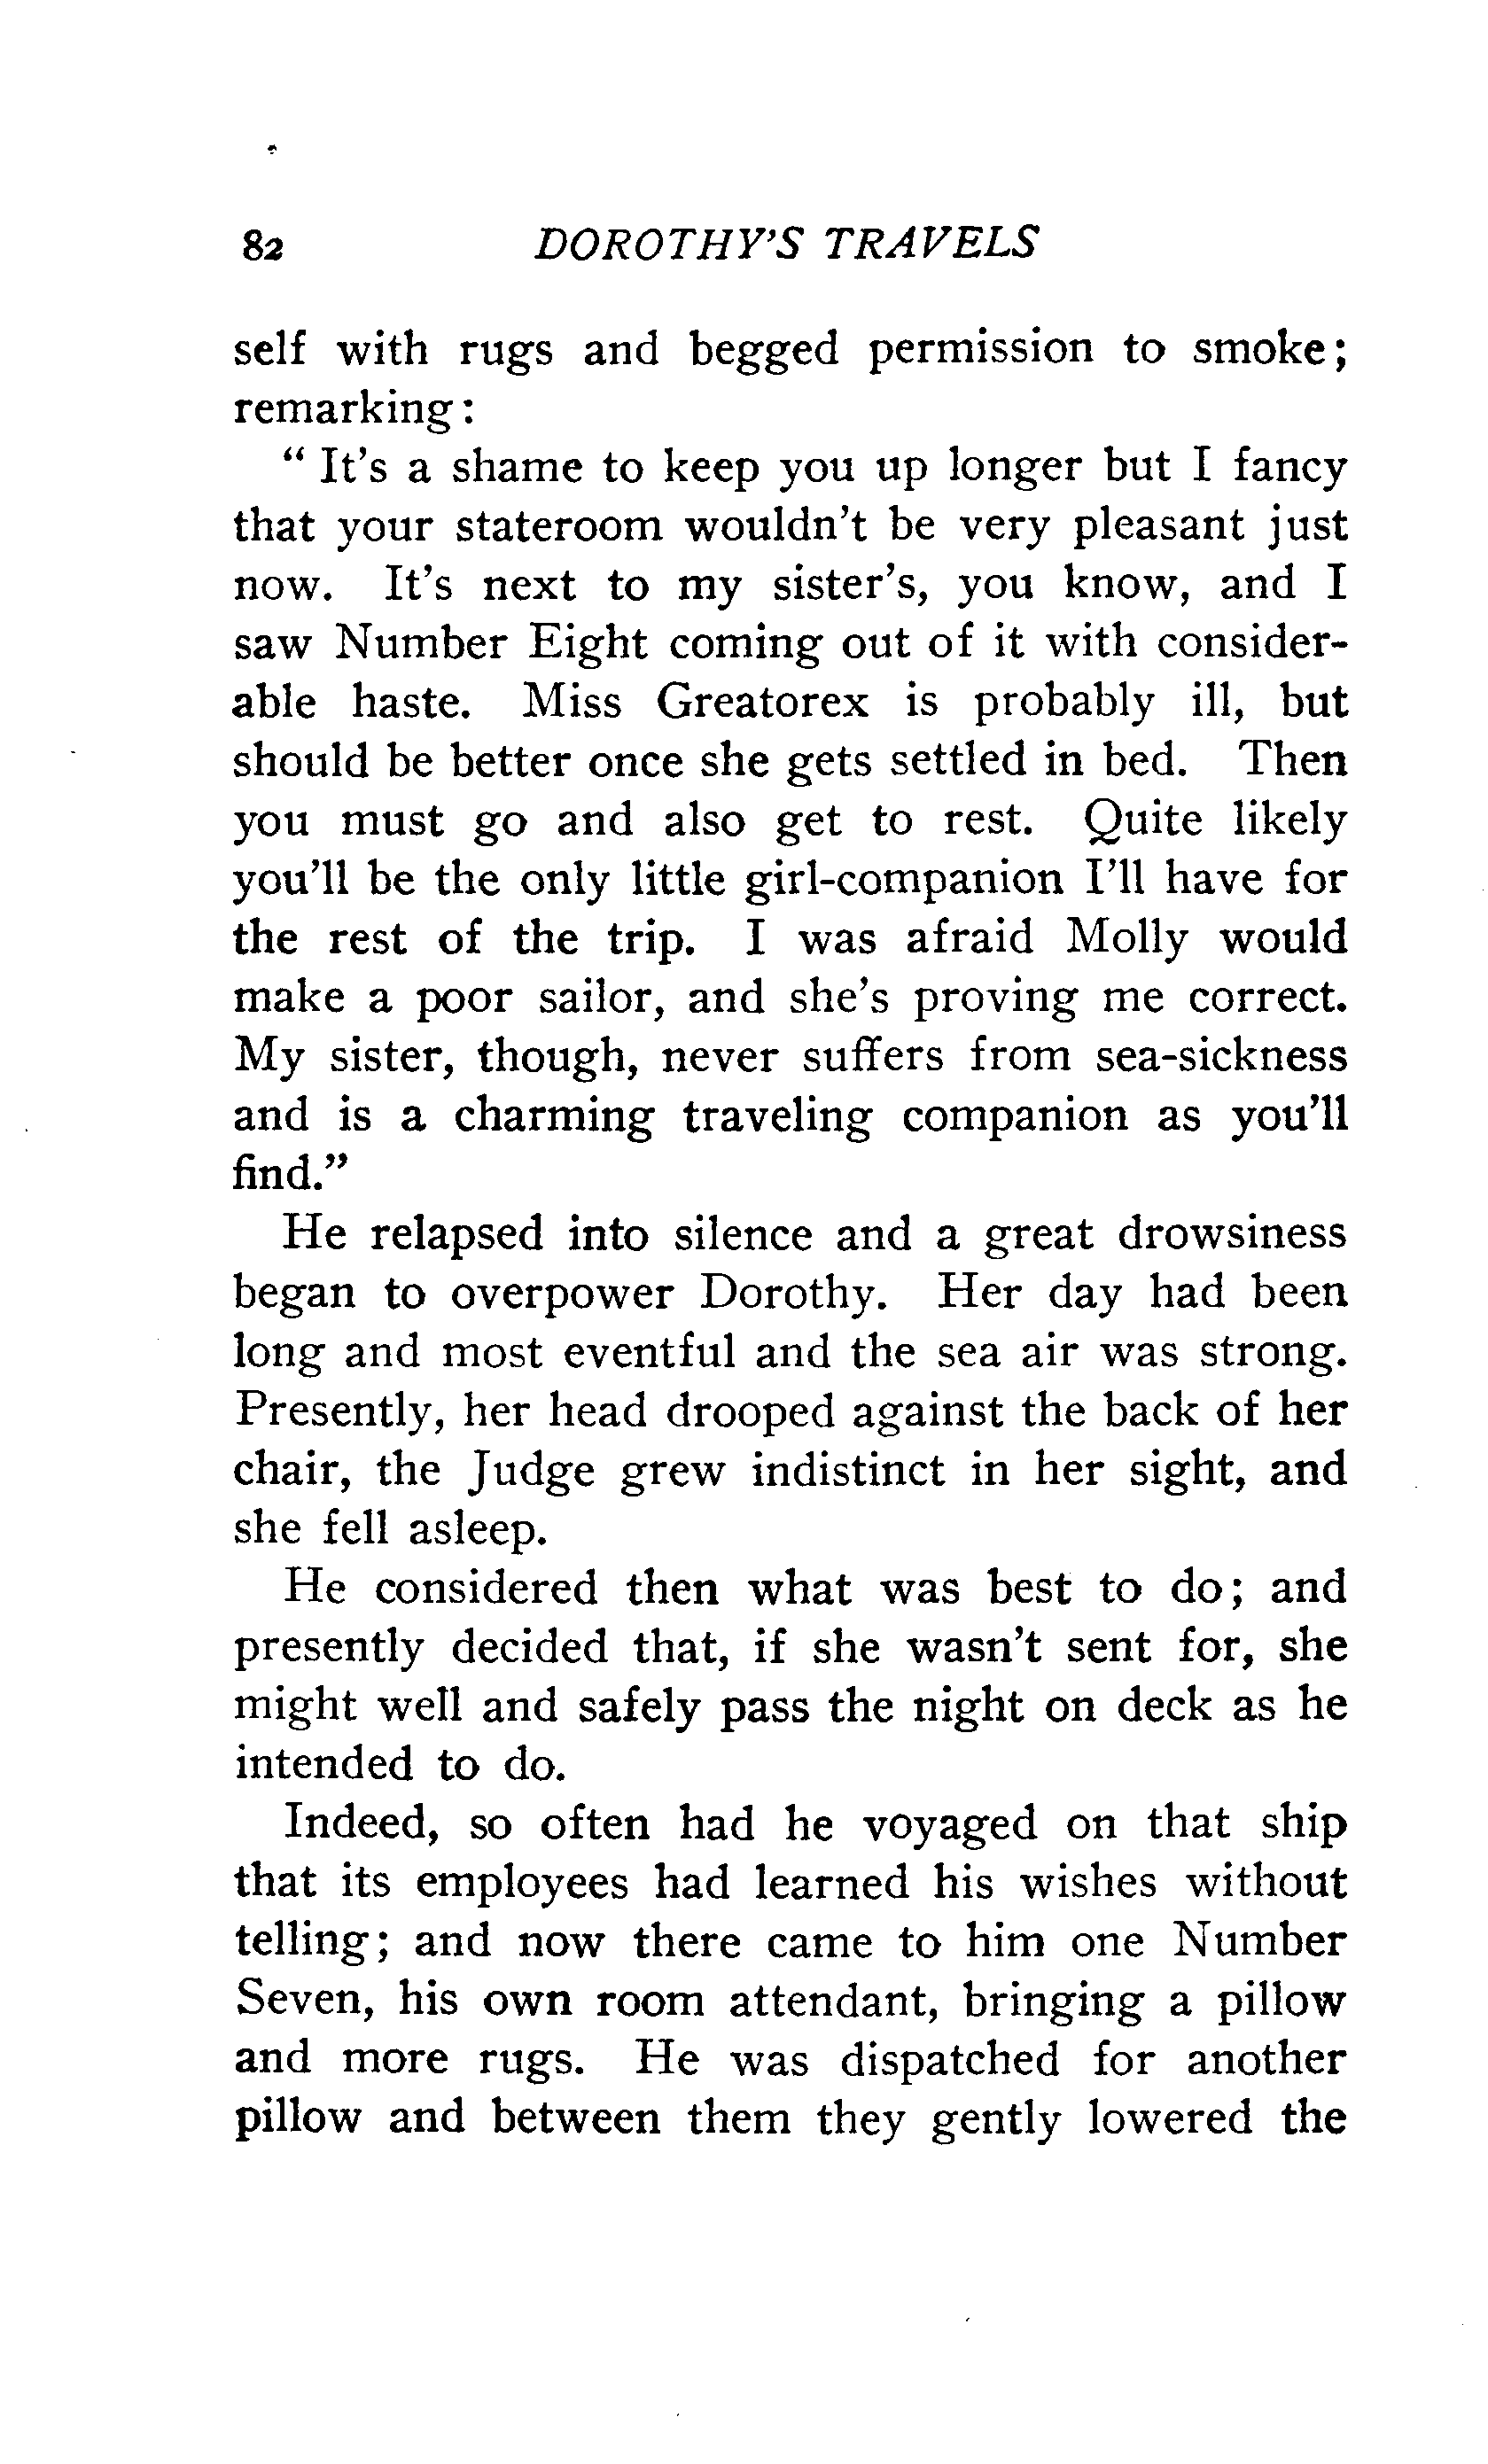 82 DOROTHY'S TRAVELS
self with rugs and begged permission to smoke;
remarking:
" It's a shame to keep you up longer but I fancy
that your stateroom wouldn't be very pleasant just
now. It's next to my sister's, you know, and I
saw Number Eight coming out of it with consider-
able haste. Miss Greatorex is probably ill, but
should be better once she gets settled in bed. Then
you must go and also get to rest. Quite likely
you'll be the only little girl-companion I'll have for
the rest of the trip. I was afraid Molly would
make a poor sailor, and she's proving me correct.
My sister, though, never suffers from sea-sickness
and is a charming traveling companion as you'll
find."
He relapsed into silence and a great drowsiness
began to overpower Dorothy. Her day had been
long and most eventful and the sea air was strong.
Presently, her head drooped against the back of her
chair, the Judge grew indistinct in her sight, and
she fell asleep.
He considered then what was best to do; and
presently decided that, if she wasn't sent for, she
might well and safely pass the night on deck as he
intended to do.
Indeed, so often had he voyaged on that ship
that its employees had learned his wishes without
telling; and now there came to him one Number
Seven, his own room attendant, bringing a pillow
and more rugs. He was dispatched for another
pillow and between them they gently lowered the